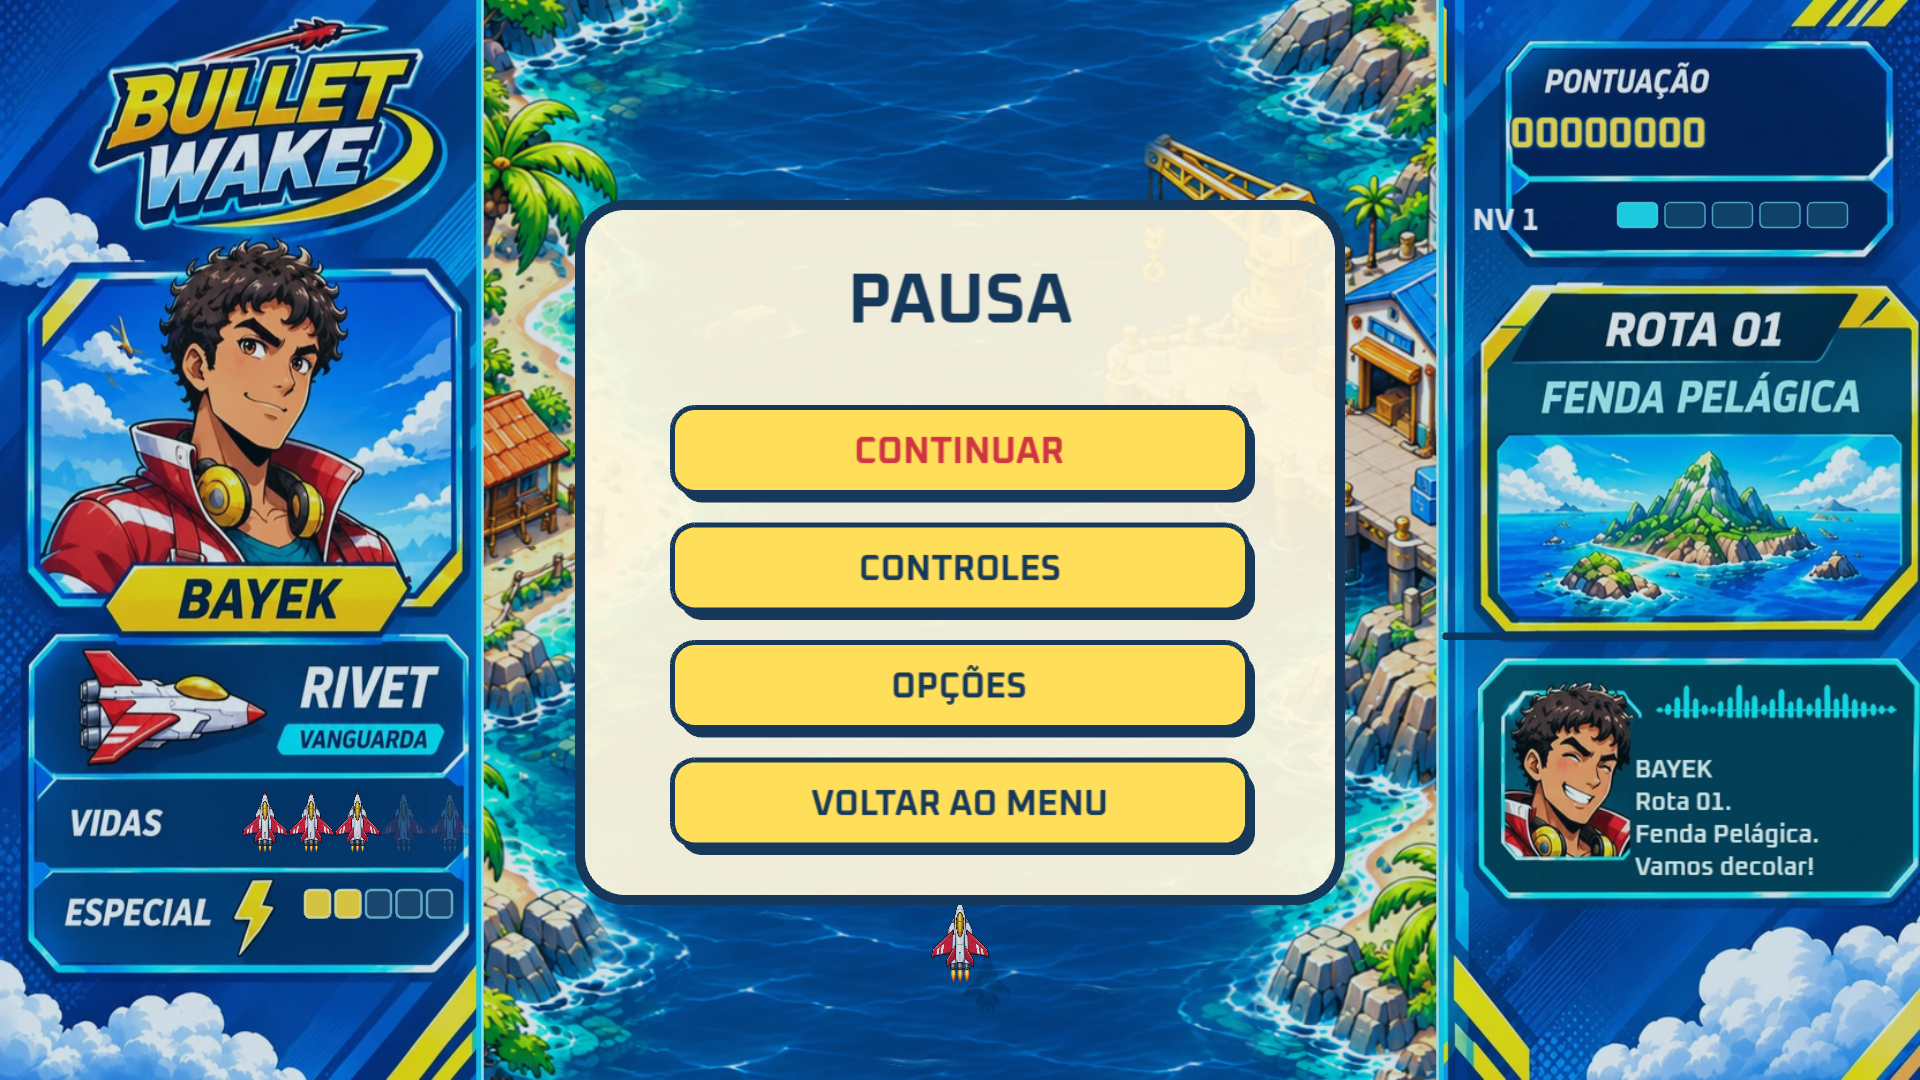 BULLET
WAKE
BAYEK
RIVET
VANGUARDA
VIDAS
ESPECIAL
PAUSA
CONTINUAR
CONTROLES
OPÇÕES
VOLTAR AO MENU
PONTUAÇÃO
00000000
NV 1
ROTA 01
FENDA PELÁGICA
BAYEK
Rota 01.
Fenda Pelágica.
Vamos decolar!